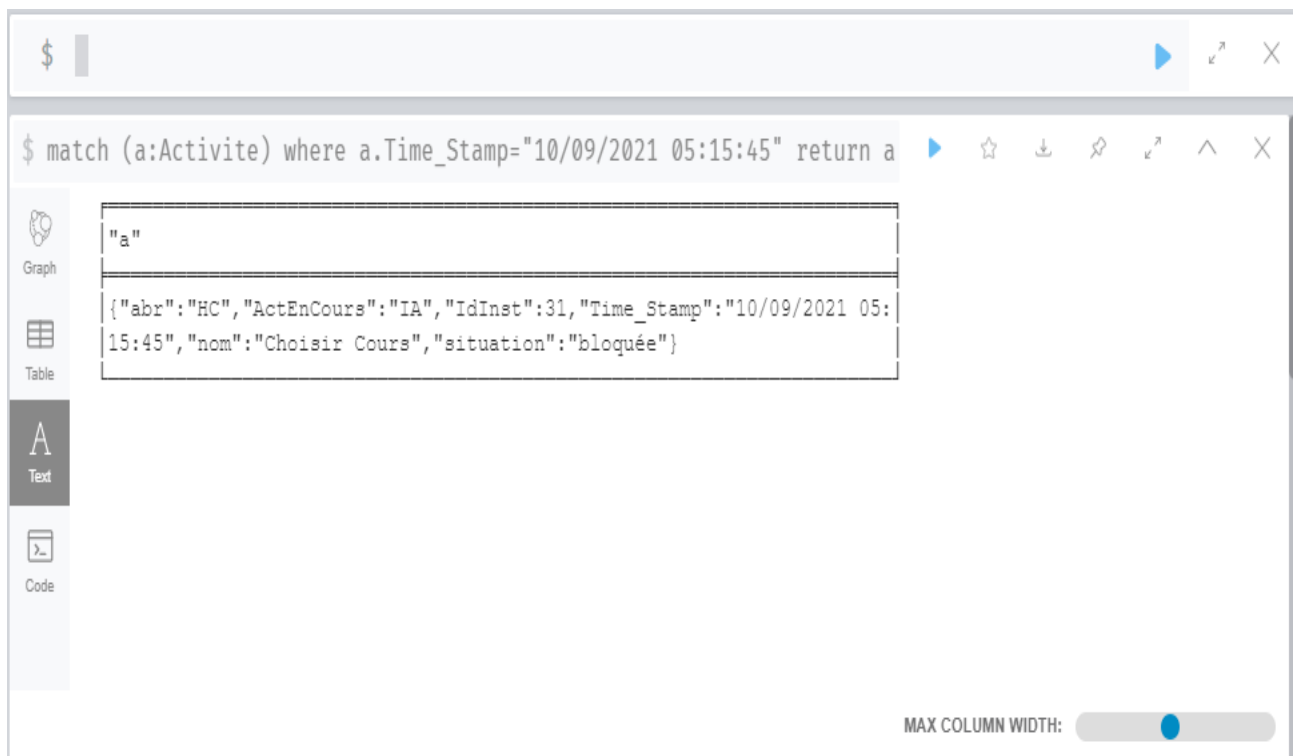 $
$ match (a:Activite) where a.Time_Stamp="10/09/2021 05:15:45" return a
"a"
Graph
{"abr":"HC","ActEnCours":"IA","IdInst":31,"Time_Stamp":"10/09/2021 05:
15:45","nom":"Choisir Cours","situation":"bloquée"}
Table
A
Text
>_
Code
MAX COLUMN WIDTH: